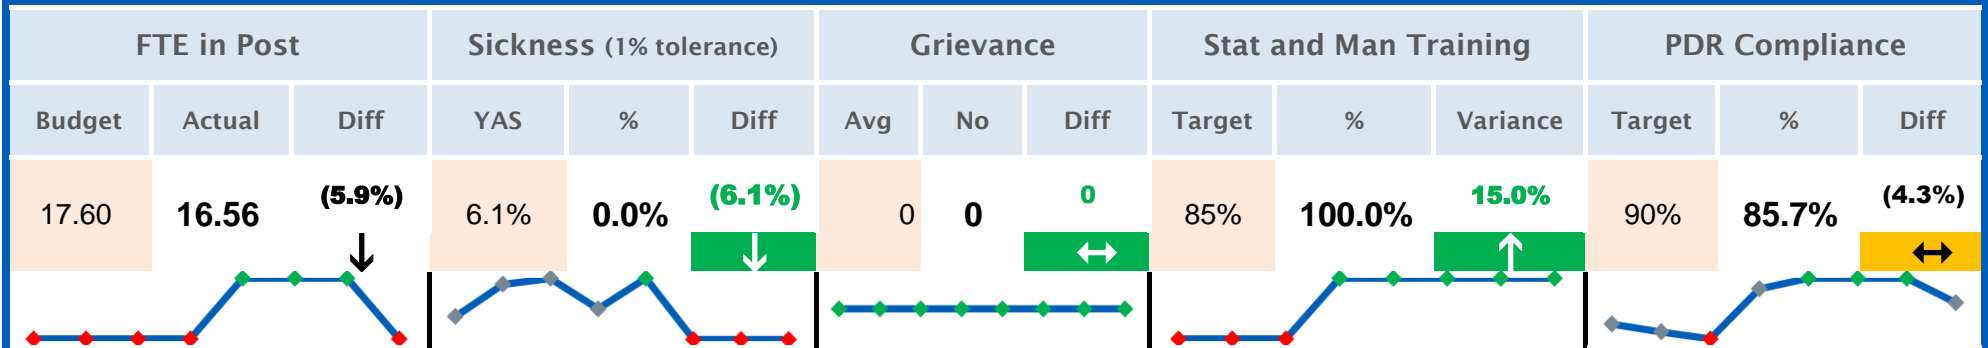 FTE in Post Sickness (1% tolerance) Grievance Stat and Man Training PDR Compliance
Budget Actual Diff YAS % Diff Avg No Diff Target % Variance Target % Diff
17.60 16.56 (5.9%) 6.1% 0.0% (6.1%) 0 0 0 85% 100.0% 15.0% 90% 85.7% (4.3%)